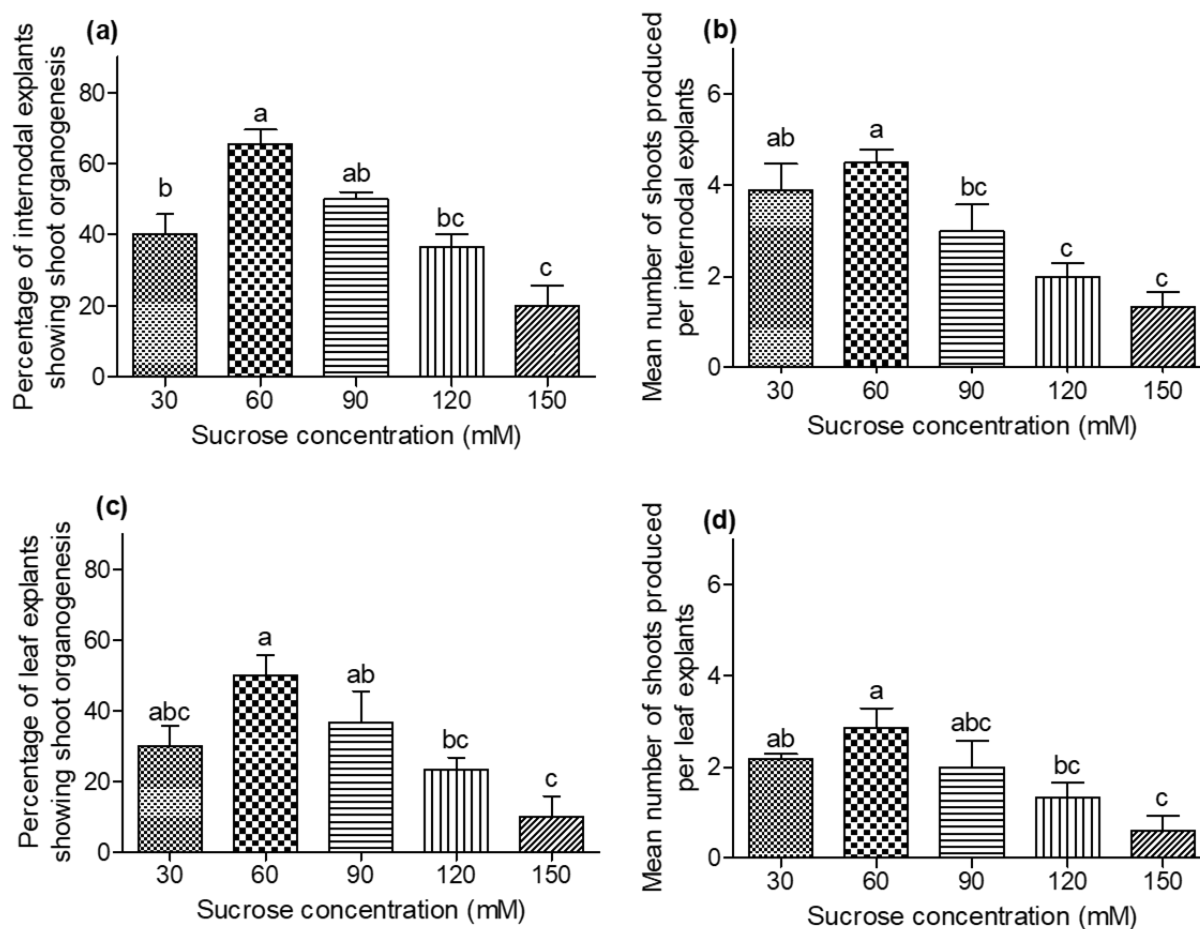 (a)
Percentage of internodal explants
showing shoot organogenesis
80
60
40
20
0
b
a
ab
bc
c
30 60 90 120 150
Sucrose concentration (mM)
(b)
Mean number of shoots produced
per internodal explants
6
4
2
0
ab
a
bc
c
c
30 60 90 120 150
Sucrose concentration (mM)
(c)
Percentage of leaf explants
showing shoot organogenesis
80
60
40
20
0
abc
a
ab
bc
c
30 60 90 120 150
Sucrose concentration (mM)
(d)
Mean number of shoots produced
per leaf explants
6
4
2
0
ab
a
abc
bc
c
30 60 90 120 150
Sucrose concentration (mM)